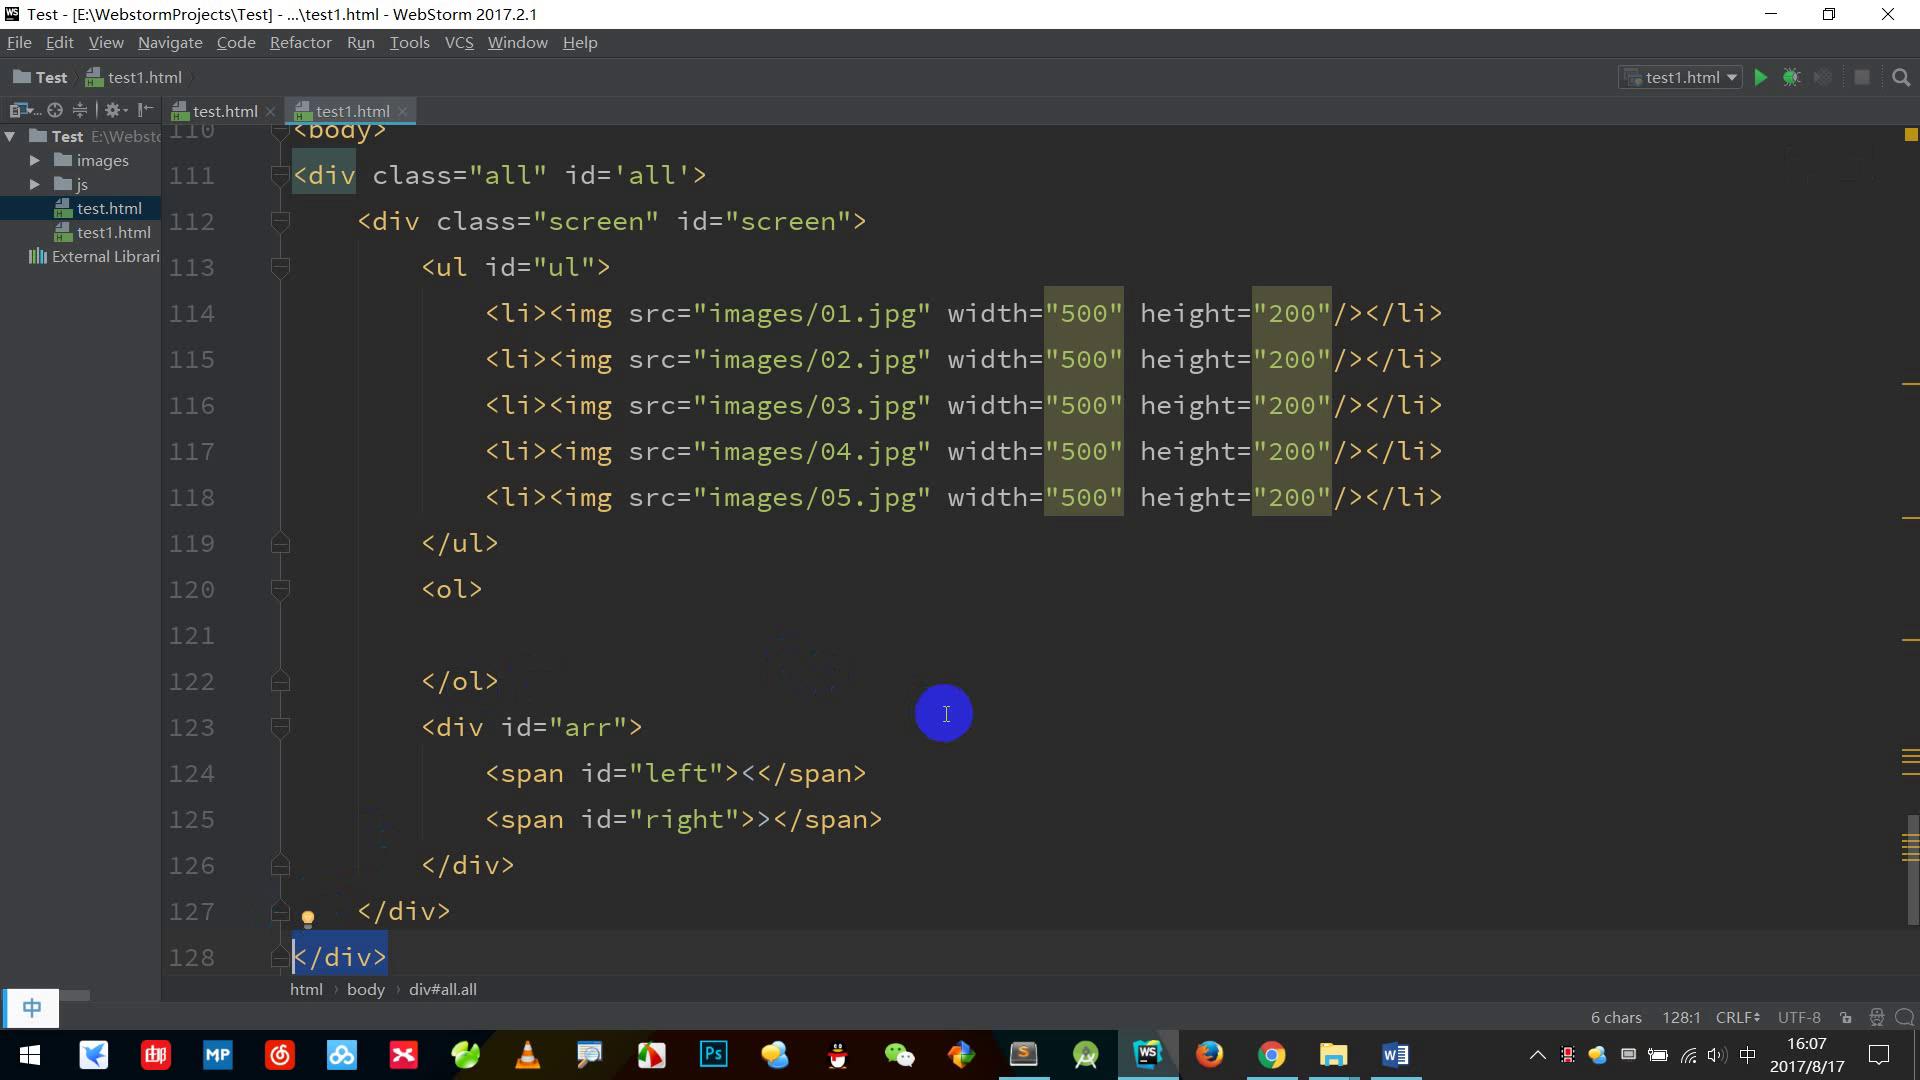 Test - [E:\WebstormProjects\Test] - ...\test1.html - WebStorm 2017.2.1
File Edit View Navigate Code Refactor Run Tools VCS Window Help
Test test1.html
test1.html
test.html
test1.html
Test E:\Websto
images
js
test.html
test1.html
External Librari
110 <body>
111 <div class="all" id='all'>
112 <div class="screen" id="screen">
113 <ul id="ul">
114 <li><img src="images/01.jpg" width="500" height="200"/></li>
115 <li><img src="images/02.jpg" width="500" height="200"/></li>
116 <li><img src="images/03.jpg" width="500" height="200"/></li>
117 <li><img src="images/04.jpg" width="500" height="200"/></li>
118 <li><img src="images/05.jpg" width="500" height="200"/></li>
119 </ul>
120 <ol>
121
122 </ol>
123 <div id="arr">
124 <span id="left"><</span>
125 <span id="right">></span>
126 </div>
127 </div>
128 </div>
html body div#all.all
中
6 chars 128:1 CRLF UTF-8
邮 MP Ps WS W
中
16:07
2017/8/17